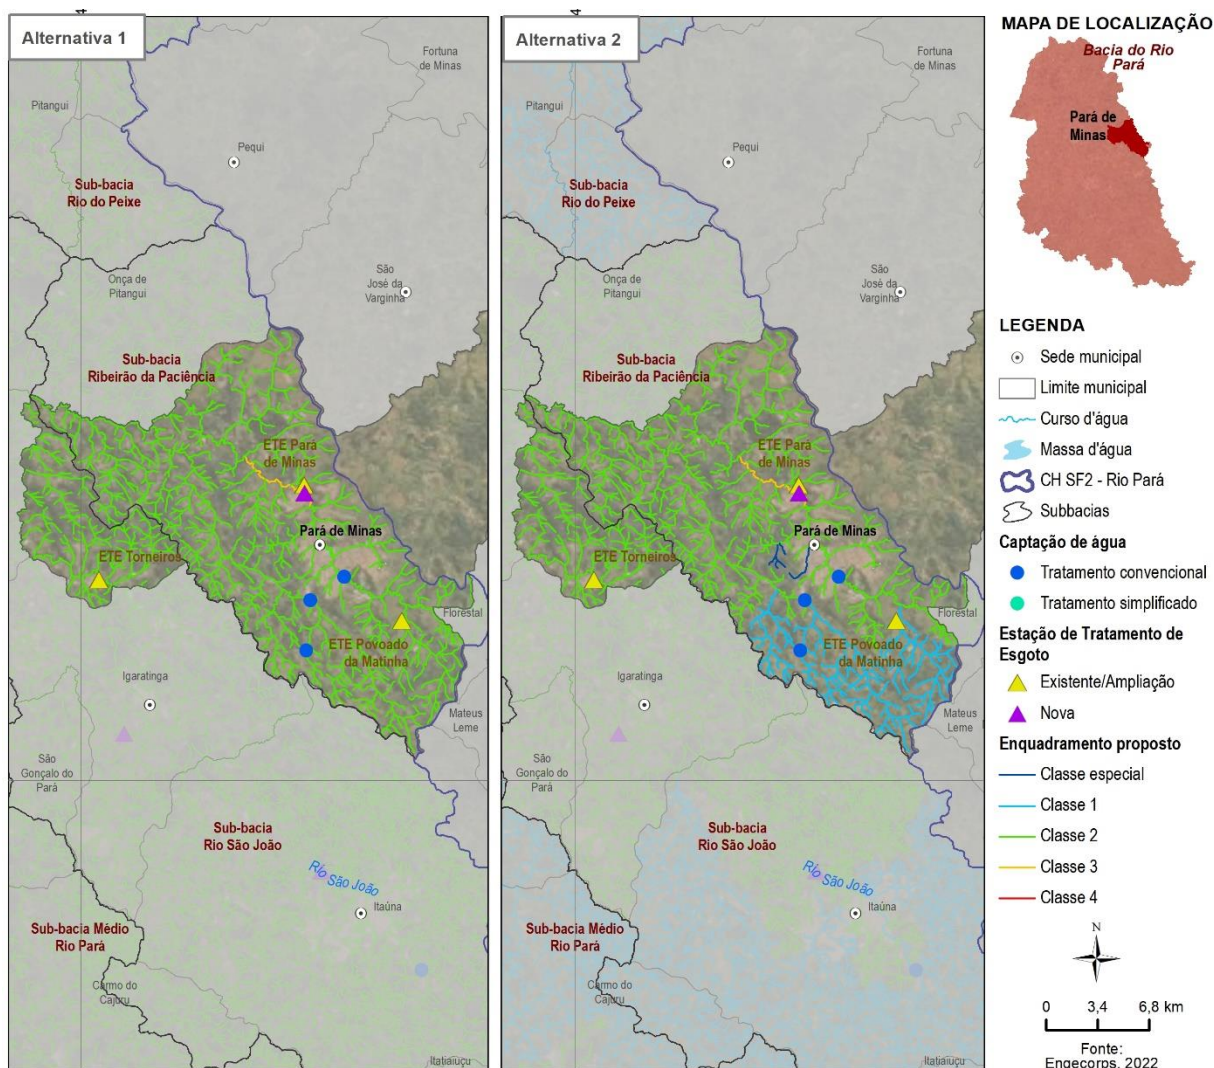 Alternativa 1
4
Fortuna
de Minas
Pitangui
Pequi
Sub-bacia
Rio do Peixe
Onça de
Pitangui
São
José da
Varginha
Sub-bacia
Ribeirão da Paciência
ETE Pará
de Minas
Pará de Minas
ETE Torneiros
Florestal
ETE Povoado
da Matinha
Igaratinga
Mateus
Leme
São
Gonçalo do
Pará
Sub-bacia
Rio São João
Rio São João
Itaúna
Sub-bacia Médio
Rio Pará
Carmo do
Cajuru
Itatiaiuçu
Alternativa 2
4
Fortuna
de Minas
Pitangui
Pequi
Sub-bacia
Rio do Peixe
Onça de
Pitangui
São
José da
Varginha
Sub-bacia
Ribeirão da Paciência
ETE Pará
de Minas
Pará de Minas
ETE Torneiros
Florestal
ETE Povoado
da Matinha
Igaratinga
Mateus
Leme
São
Gonçalo do
Pará
Sub-bacia
Rio São João
Rio São João
Itaúna
Sub-bacia Médio
Rio Pará
Carmo do
Cajuru
Itatiaiuçu
MAPA DE LOCALIZAÇÃO
Bacia do Rio
Pará
Pará de
Minas
LEGENDA
Sede municipal
Limite municipal
Curso d'água
Massa d'água
CH SF2 - Rio Pará
Subbacias
Captação de água
Tratamento convencional
Tratamento simplificado
Estação de Tratamento de
Esgoto
Existente/Ampliação
Nova
Enquadramento proposto
Classe especial
Classe 1
Classe 2
Classe 3
Classe 4
N
0 3,4 6,8 km
Fonte:
Engecorps, 2022